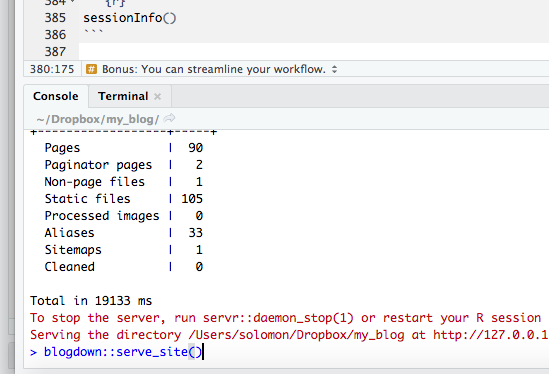 384 ```{r}
385 sessionInfo()
386 ```
387
380:175 # Bonus: You can streamline your workflow.
Console Terminal ×
~/Dropbox/my_blog/
+------------------+-----+
Pages | 90
Paginator pages | 2
Non-page files | 1
Static files | 105
Processed images | 0
Aliases | 33
Sitemaps | 1
Cleaned | 0
Total in 19133 ms
To stop the server, run servr::daemon_stop(1) or restart your R session
Serving the directory /Users/solomon/Dropbox/my_blog at http://127.0.0.1
> blogdown::serve_site()